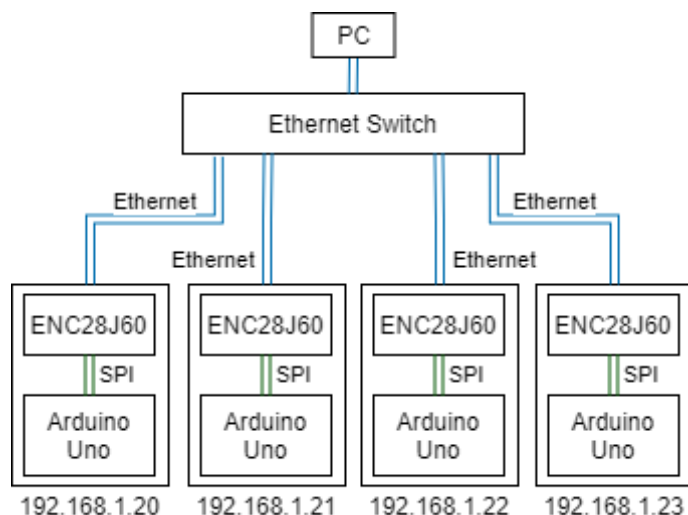 PC
Ethernet Switch
Ethernet
Ethernet
Ethernet
Ethernet
ENC28J60
ENC28J60
ENC28J60
ENC28J60
SPI
SPI
SPI
SPI
Arduino
Uno
Arduino
Uno
Arduino
Uno
Arduino
Uno
192.168.1.20
192.168.1.21
192.168.1.22
192.168.1.23